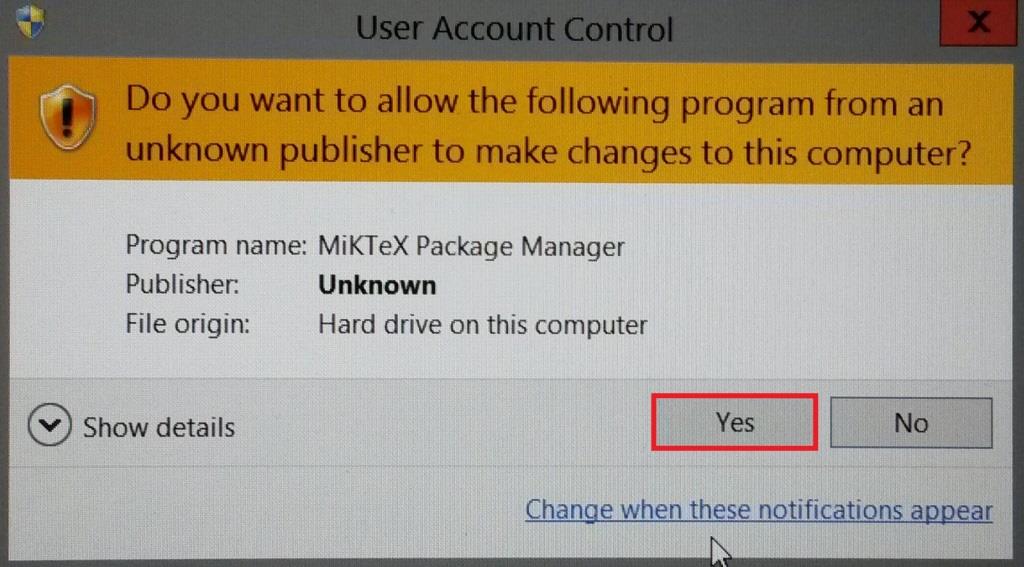 User Account Control
X
Do you want to allow the following program from an
unknown publisher to make changes to this computer?
Program name: MiKTeX Package Manager
Publisher: Unknown
File origin: Hard drive on this computer
Show details
Yes
No
Change when these notifications appear